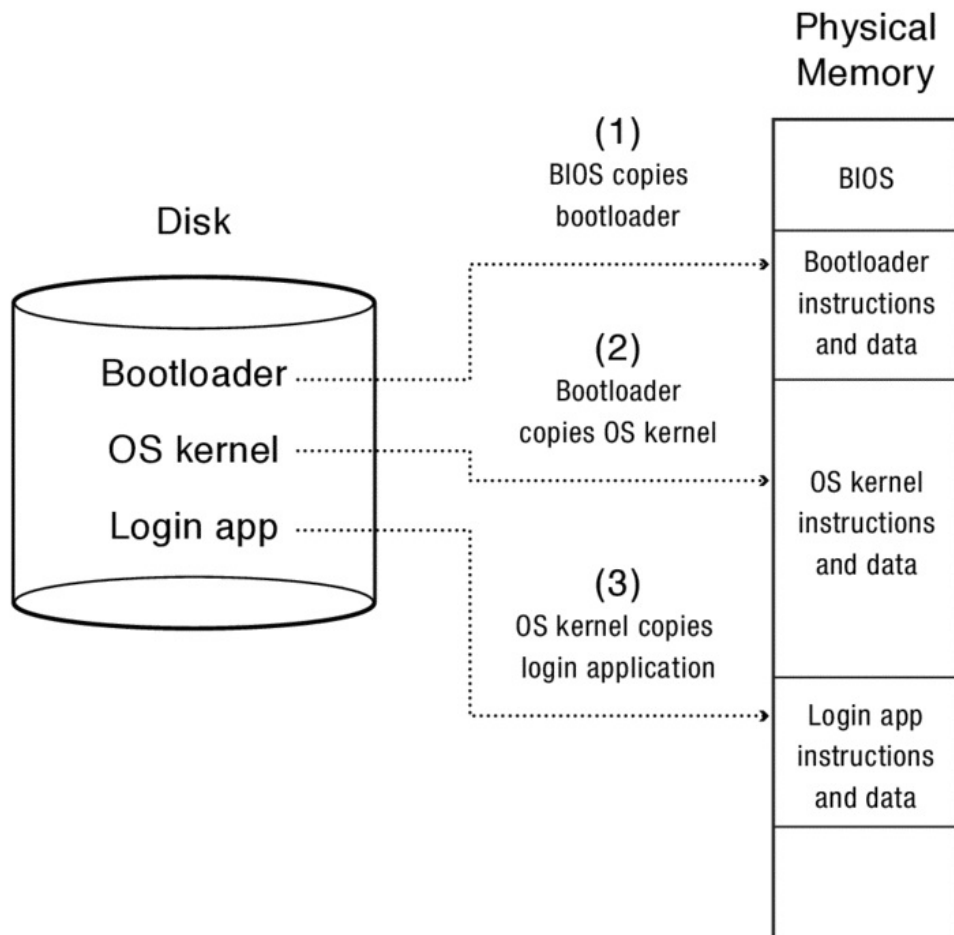 Physical
Memory
(1)
BIOS copies
bootloader
BIOS
Disk
Bootloader
instructions
and data
(2)
Bootloader
copies OS kernel
Bootloader
OS kernel
Login app
OS kernel
instructions
and data
(3)
OS kernel copies
login application
Login app
instructions
and data